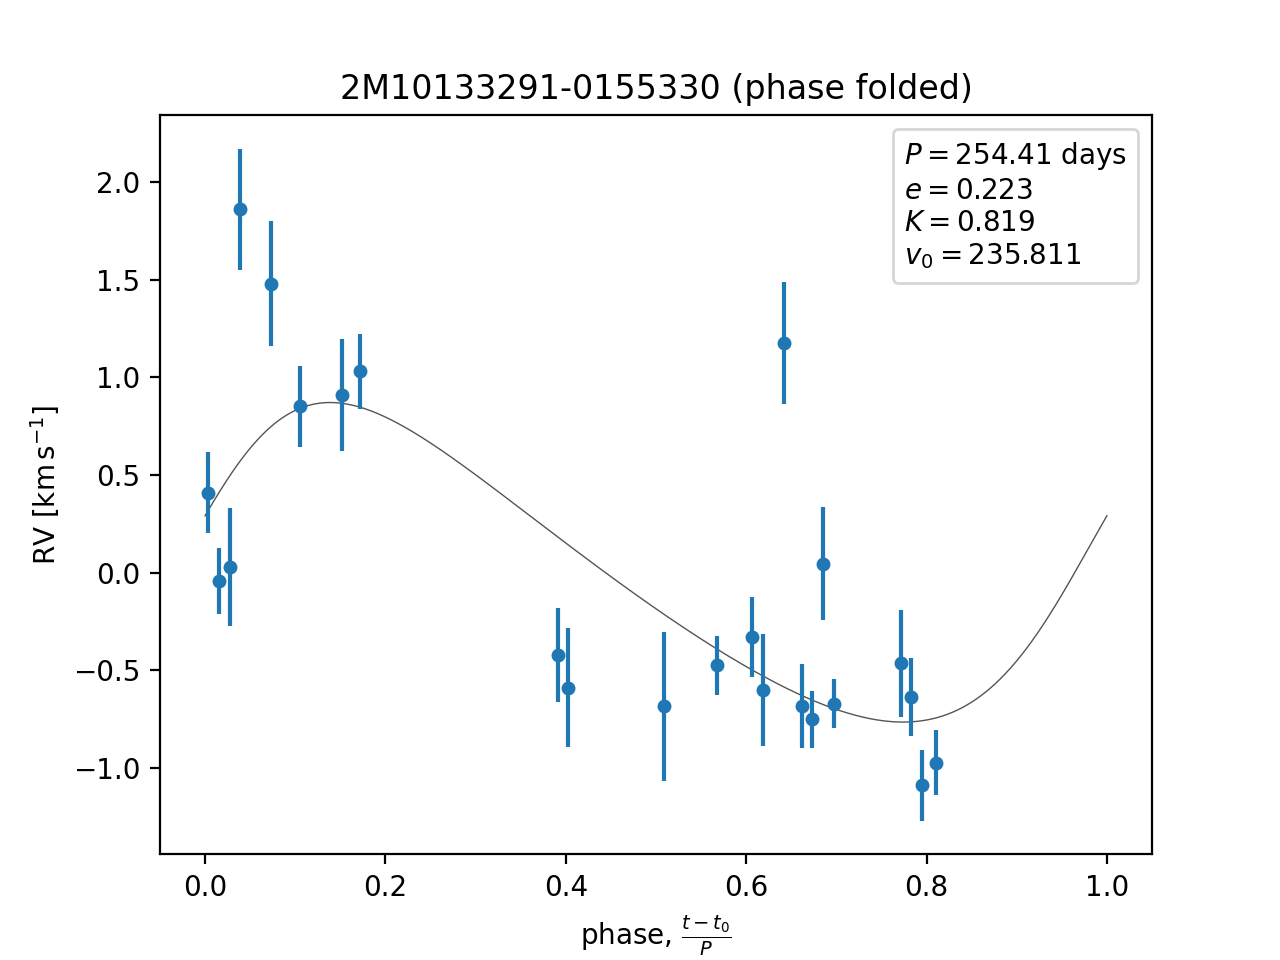 2M10133291-0155330 (phase folded)
P = 254.41 days
e = 0.223
K = 0.819
v₀ = 235.811
RV [km s⁻¹]
2.0
1.5
1.0
0.5
0.0
−0.5
−1.0
0.0 0.2 0.4 0.6 0.8 1.0
phase, (t − t₀)/P